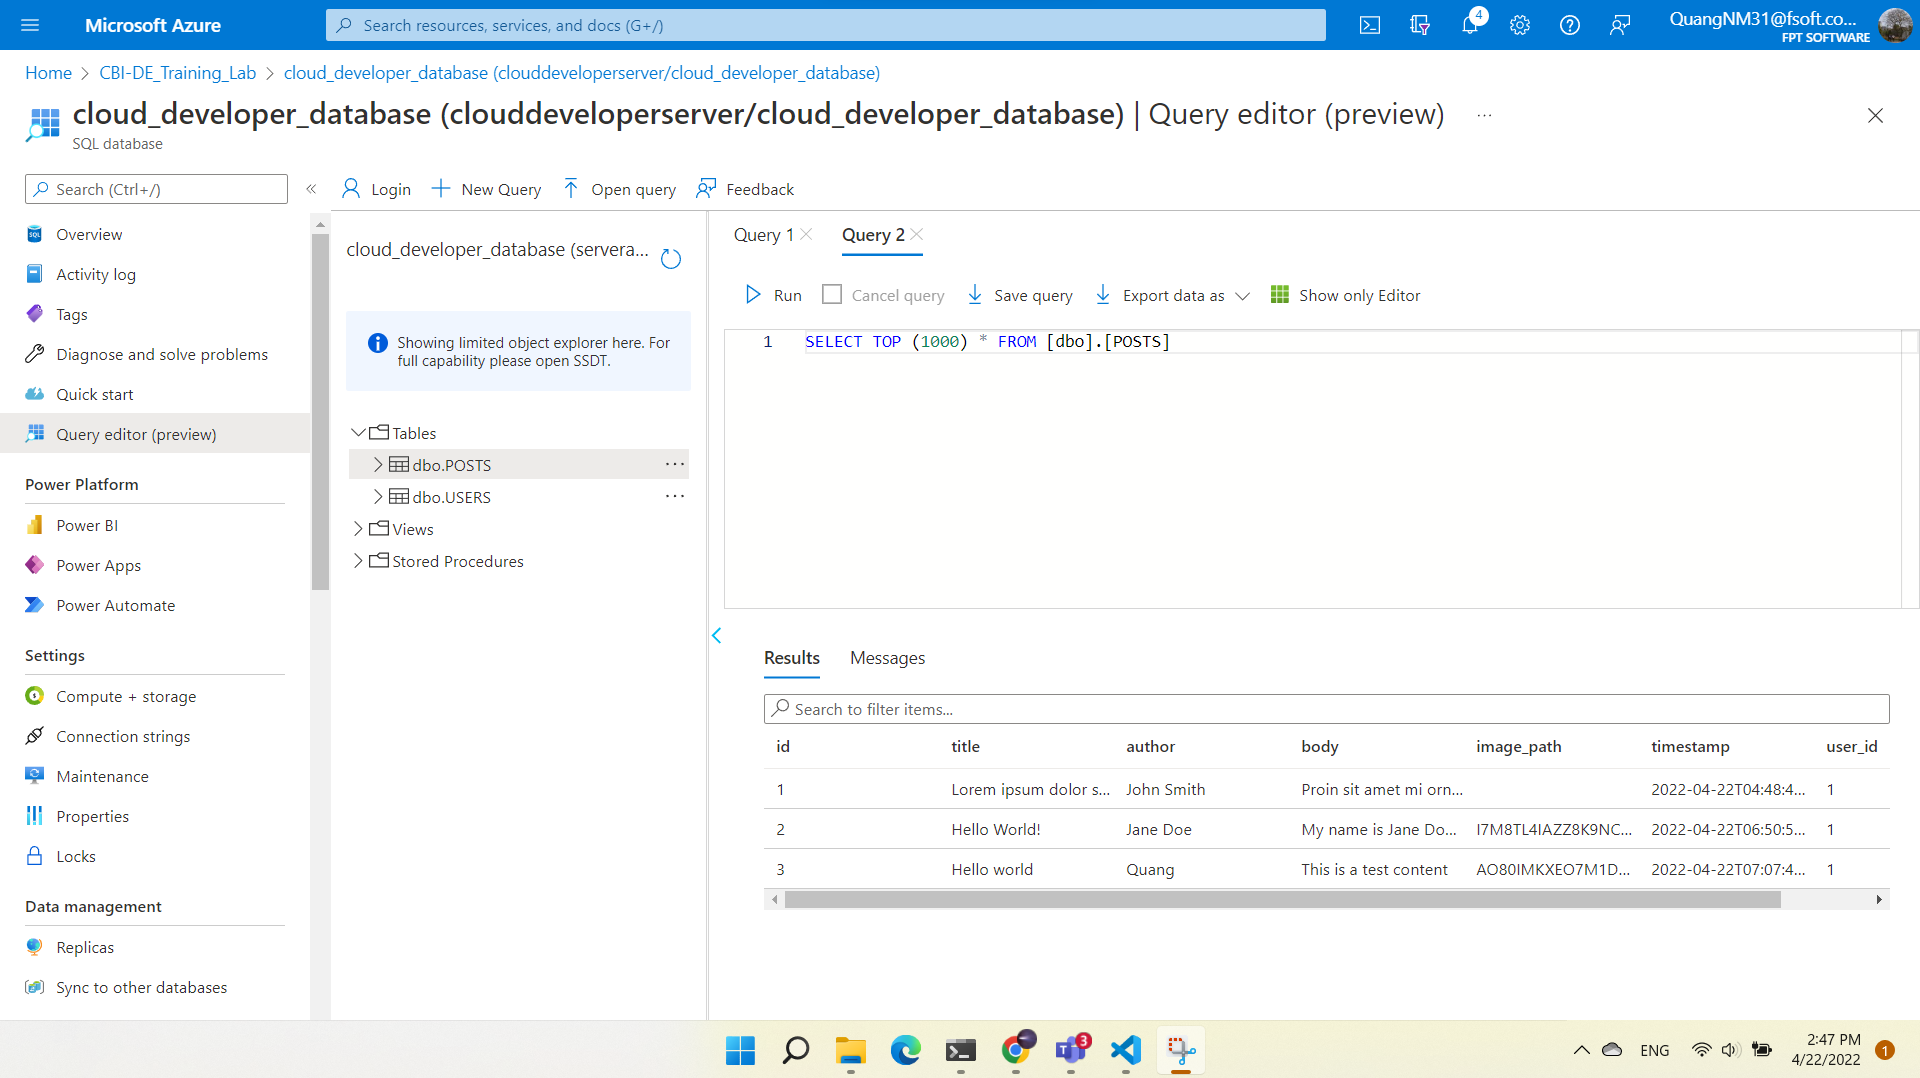 Microsoft Azure
Search resources, services, and docs (G+/)
4
QuangNM31@fsoft.co...
FPT SOFTWARE
Home > CBI-DE_Training_Lab > cloud_developer_database (clouddeveloperserver/cloud_developer_database)
cloud_developer_database (clouddeveloperserver/cloud_developer_database) | Query editor (preview) ...
SQL database
Search (Ctrl+/)
Overview
Activity log
Tags
Diagnose and solve problems
Quick start
Query editor (preview)
Power Platform
Power BI
Power Apps
Power Automate
Settings
Compute + storage
Connection strings
Maintenance
Properties
Locks
Data management
Replicas
Sync to other databases
Login
New Query
Open query
Feedback
cloud_developer_database (servera...
Showing limited object explorer here. For
full capability please open SSDT.
Tables
dbo.POSTS ...
dbo.USERS ...
Views
Stored Procedures
Query 1
Query 2
Run
Cancel query
Save query
Export data as
Show only Editor
1 SELECT TOP (1000) * FROM [dbo].[POSTS]
Results
Messages
Search to filter items...
id title author body image_path timestamp user_id
1 Lorem ipsum dolor s... John Smith Proin sit amet mi orn... 2022-04-22T04:48:4... 1
2 Hello World! Jane Doe My name is Jane Do... I7M8TL4IAZZ8K9NC... 2022-04-22T06:50:5... 1
3 Hello world Quang This is a test content AO80IMKXEO7M1D... 2022-04-22T07:07:4... 1
3
ENG
2:47 PM
4/22/2022
1